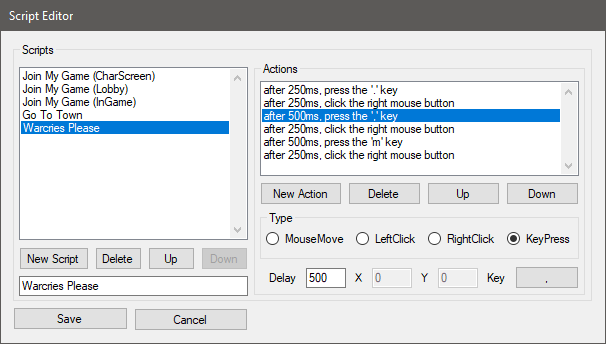 Script Editor
Scripts
Join My Game (CharScreen)
Join My Game (Lobby)
Join My Game (InGame)
Go To Town
Warcries Please
New Script Delete Up Down
Warcries Please
Save Cancel
Actions
after 250ms, press the '.' key
after 250ms, click the right mouse button
after 500ms, press the ',' key
after 250ms, click the right mouse button
after 500ms, press the 'm' key
after 250ms, click the right mouse button
New Action Delete Up Down
Type
MouseMove LeftClick RightClick KeyPress
Delay 500 X 0 Y 0 Key ,